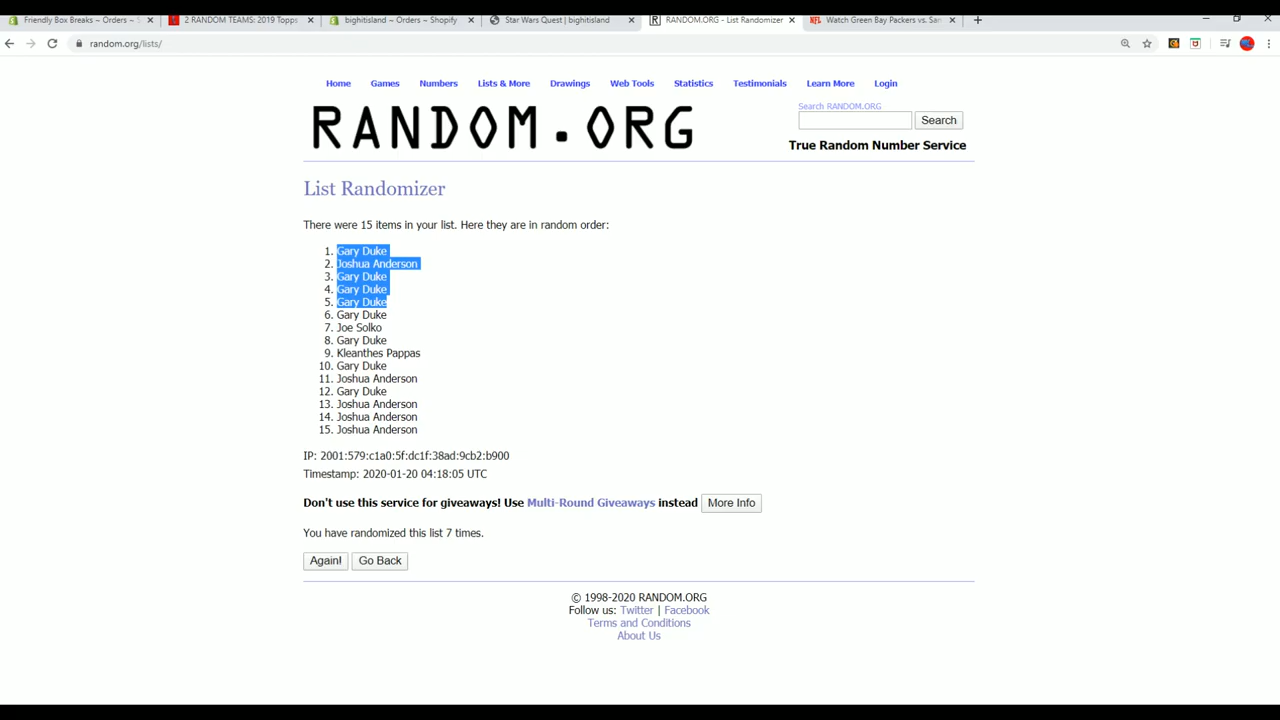 Friendly Box Breaks ~ Orders ~
2 RANDOM TEAMS: 2019 Topps
bighitisland ~ Orders ~ Shopify
Star Wars Quest | bighitisland
RANDOM.ORG - List Randomizer
Watch Green Bay Packers vs. Sa
random.org/lists/
Home Games Numbers Lists & More Drawings Web Tools Statistics Testimonials Learn More Login
RANDOM.ORG
Search RANDOM.ORG
Search
True Random Number Service
List Randomizer
There were 15 items in your list. Here they are in random order:
1. Gary Duke
2. Joshua Anderson
3. Gary Duke
4. Gary Duke
5. Gary Duke
6. Gary Duke
7. Joe Solko
8. Gary Duke
9. Kleanthes Pappas
10. Gary Duke
11. Joshua Anderson
12. Gary Duke
13. Joshua Anderson
14. Joshua Anderson
15. Joshua Anderson
IP: 2001:579:c1a0:5f:dc1f:38ad:9cb2:b900
Timestamp: 2020-01-20 04:18:05 UTC
Don't use this service for giveaways! Use Multi-Round Giveaways instead More Info
You have randomized this list 7 times.
Again! Go Back
© 1998-2020 RANDOM.ORG
Follow us: Twitter | Facebook
Terms and Conditions
About Us